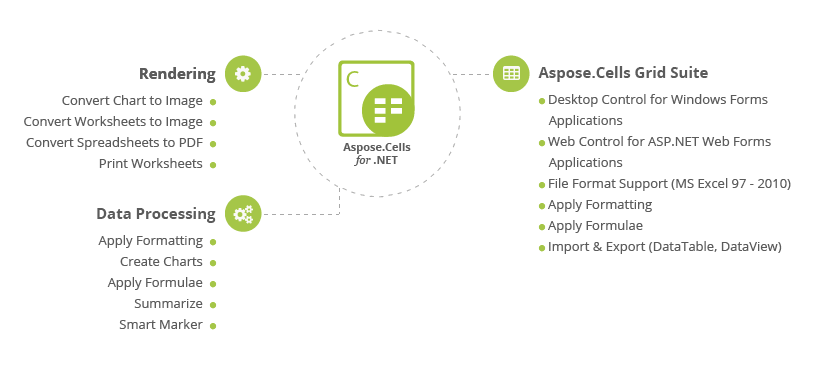 Rendering
Convert Chart to Image
Convert Worksheets to Image
Convert Spreadsheets to PDF
Print Worksheets
Data Processing
Apply Formatting
Create Charts
Apply Formulae
Summarize
Smart Marker
C
Aspose.Cells
for .NET
Aspose.Cells Grid Suite
Desktop Control for Windows Forms
Applications
Web Control for ASP.NET Web Forms
Applications
File Format Support (MS Excel 97 - 2010)
Apply Formatting
Apply Formulae
Import & Export (DataTable, DataView)